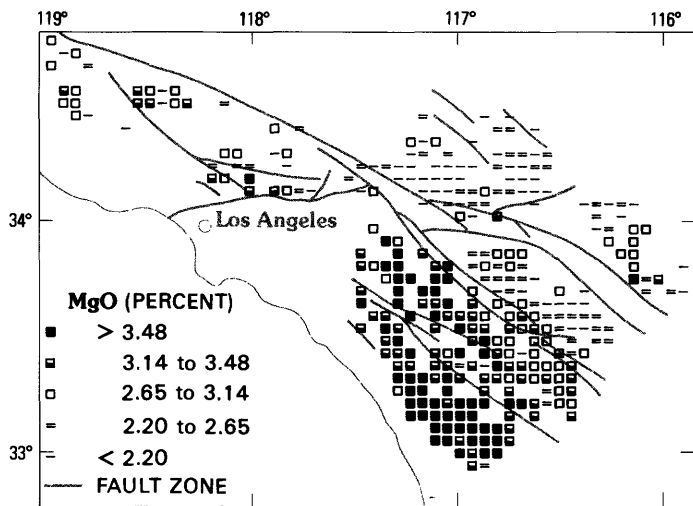 119° 118° 117° 116°
34°
Los Angeles
MgO (PERCENT)
■ > 3.48
3.14 to 3.48
□ 2.65 to 3.14
= 2.20 to 2.65
– < 2.20
33°
FAULT ZONE